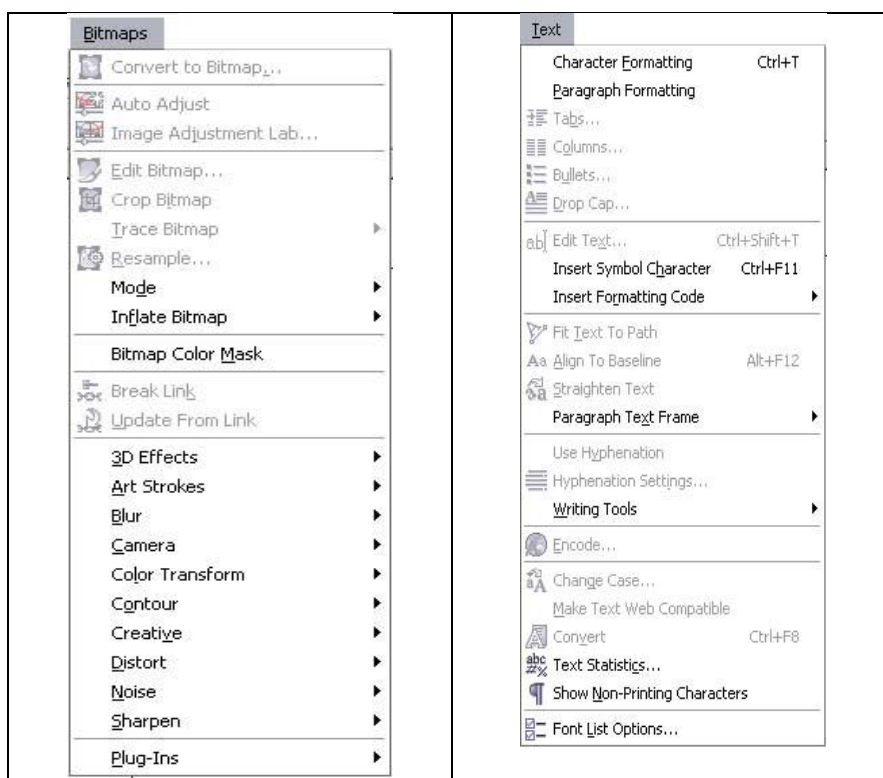 Bitmaps
Convert to Bitmap...
Auto Adjust
Image Adjustment Lab...
Edit Bitmap...
Crop Bitmap
Trace Bitmap
Resample...
Mode
Inflate Bitmap
Bitmap Color Mask
Break Link
Update From Link
3D Effects
Art Strokes
Blur
Camera
Color Transform
Contour
Creative
Distort
Noise
Sharpen
Plug-Ins
Text
Character Formatting Ctrl+T
Paragraph Formatting
Tabs...
Columns...
Bullets...
Drop Cap...
Edit Text... Ctrl+Shift+T
Insert Symbol Character Ctrl+F11
Insert Formatting Code
Fit Text To Path
Align To Baseline Alt+F12
Straighten Text
Paragraph Text Frame
Use Hyphenation
Hyphenation Settings...
Writing Tools
Encode...
Change Case...
Make Text Web Compatible
Convert Ctrl+F8
Text Statistics...
Show Non-Printing Characters
Font List Options...